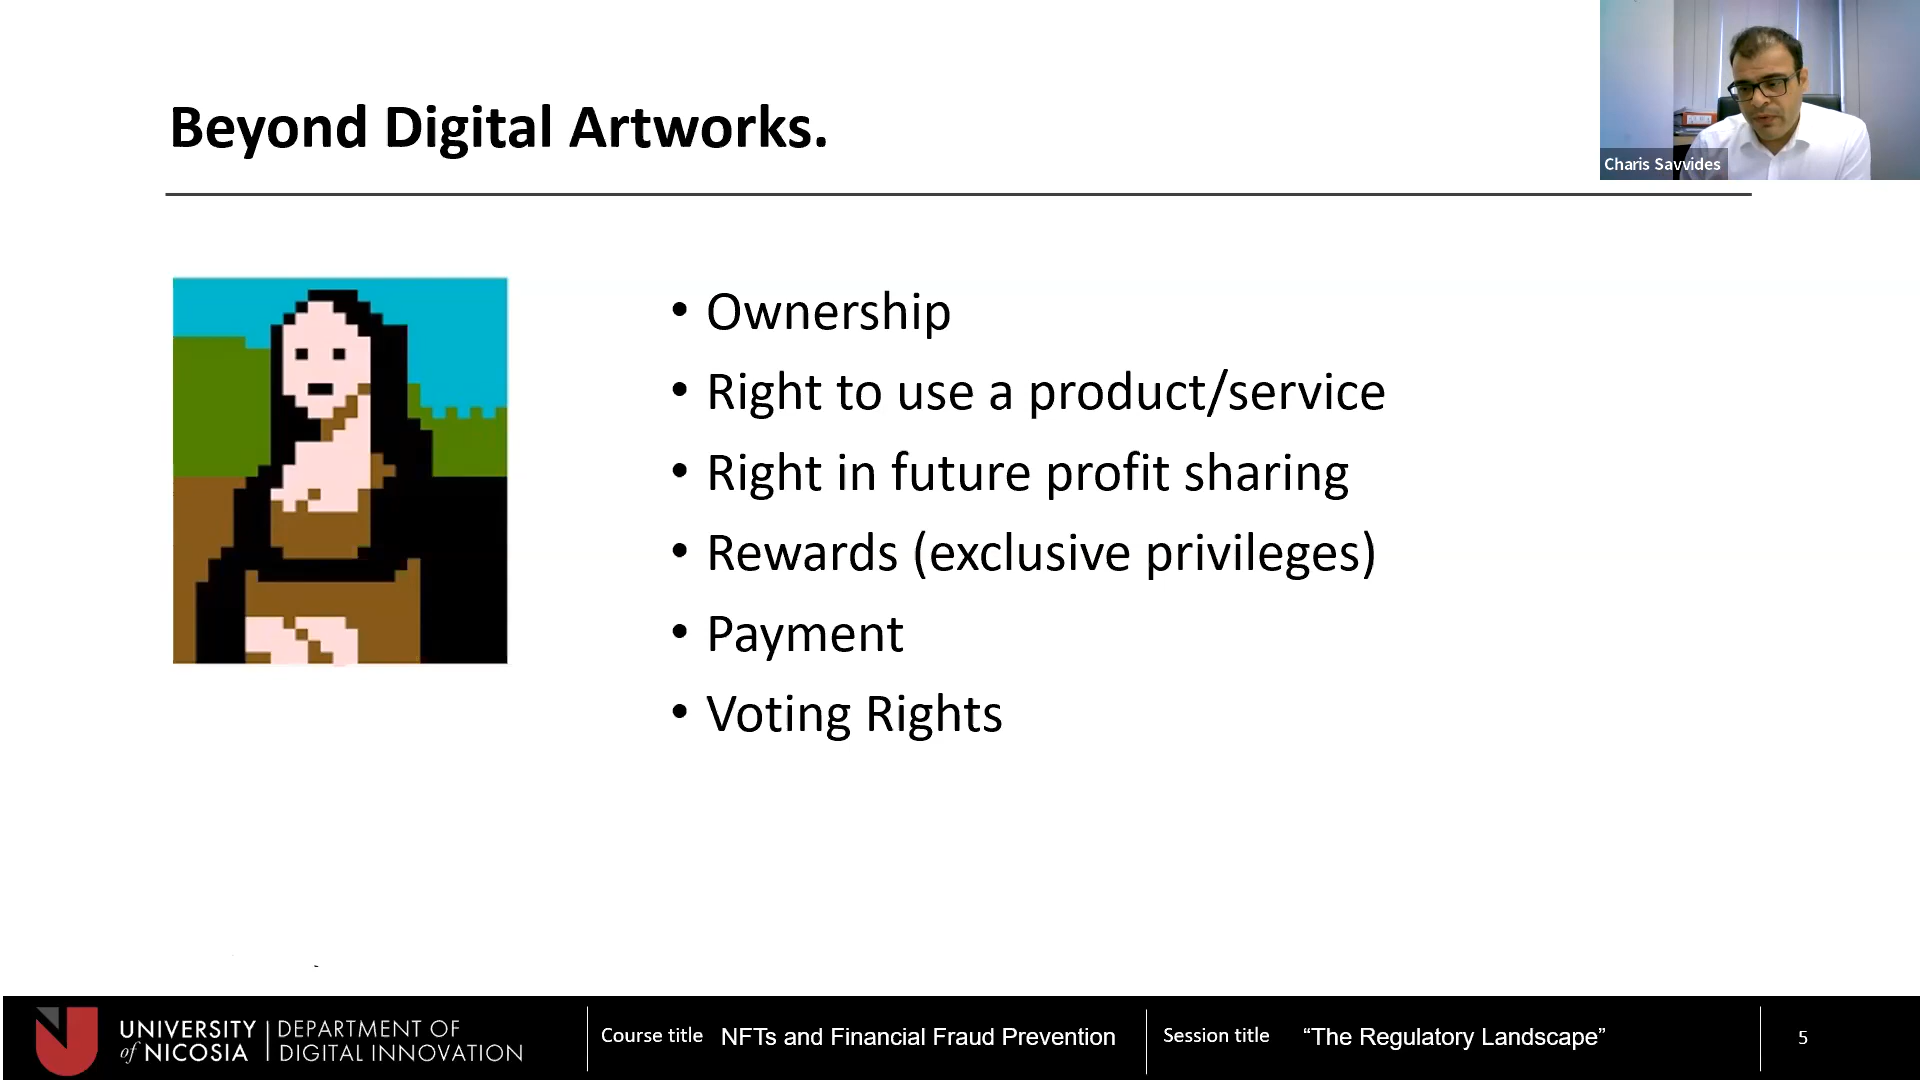 Beyond Digital Artworks.
Charis Savvides
• Ownership
• Right to use a product/service
• Right in future profit sharing
• Rewards (exclusive privileges)
• Payment
• Voting Rights
UNIVERSITY
of NICOSIA
DEPARTMENT OF
DIGITAL INNOVATION
Course title NFTs and Financial Fraud Prevention
Session title “The Regulatory Landscape”
5